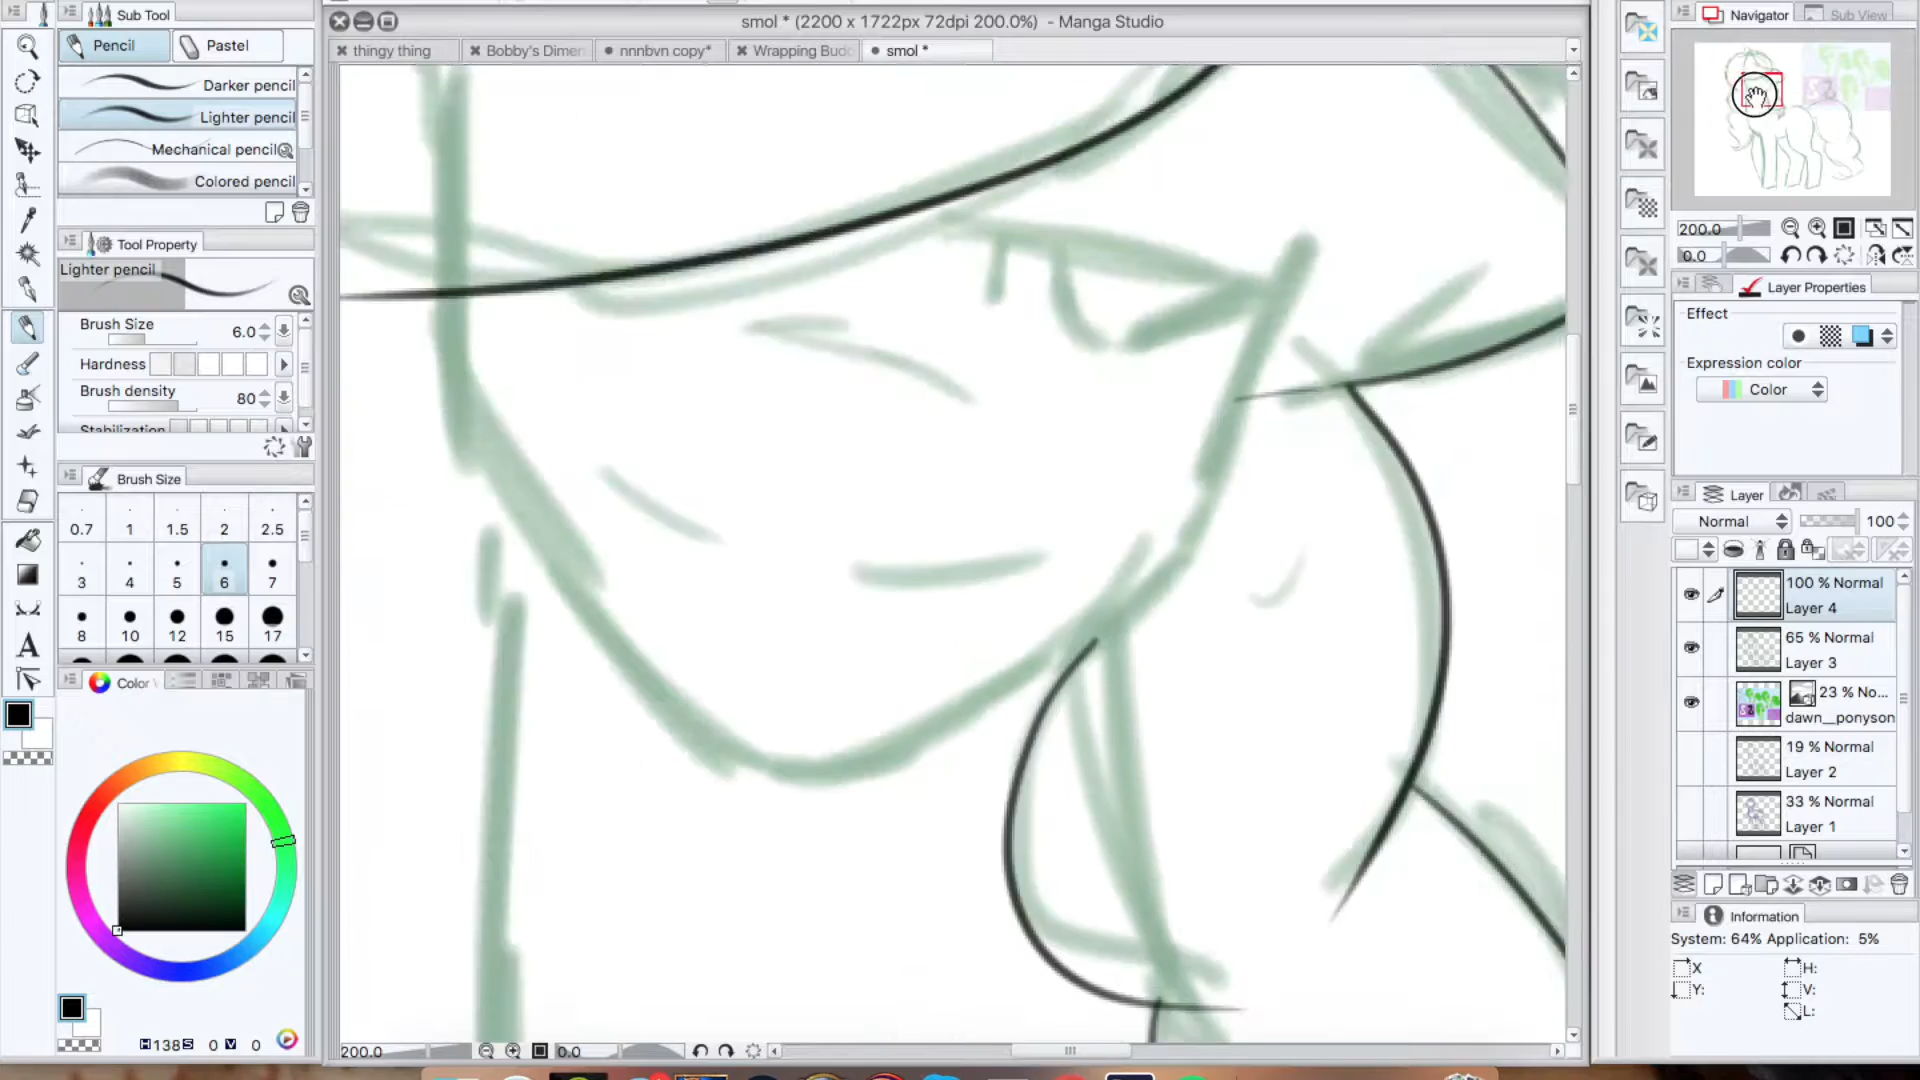 Sub Tool
Pencil
Pastel
Darker pencil
Lighter pencil
Mechanical pencil
Colored pencil
Tool Property
Lighter pencil
Brush Size
6.0
Hardness
Brush density
80
Stabilization
Brush Size
0.7 1 1.5 2 2.5
3 4 5 6 7
8 10 12 15 17
A
Color
H 138 S 0 V 0
smol * (2200 x 1722px 72dpi 200.0%) - Manga Studio
thingy thing
Bobby's Dimen
nnnbvn copy*
Wrapping Bud
smol *
200.0
0.0
Navigator
Sub View
200.0
0.0
Layer Properties
Effect
Expression color
Color
Layer
Normal
100
100 % Normal
Layer 4
65 % Normal
Layer 3
23 % No...
dawn__ponyson
19 % Normal
Layer 2
33 % Normal
Layer 1
Information
System: 64% Application: 5%
X
H:
Y:
V:
L: